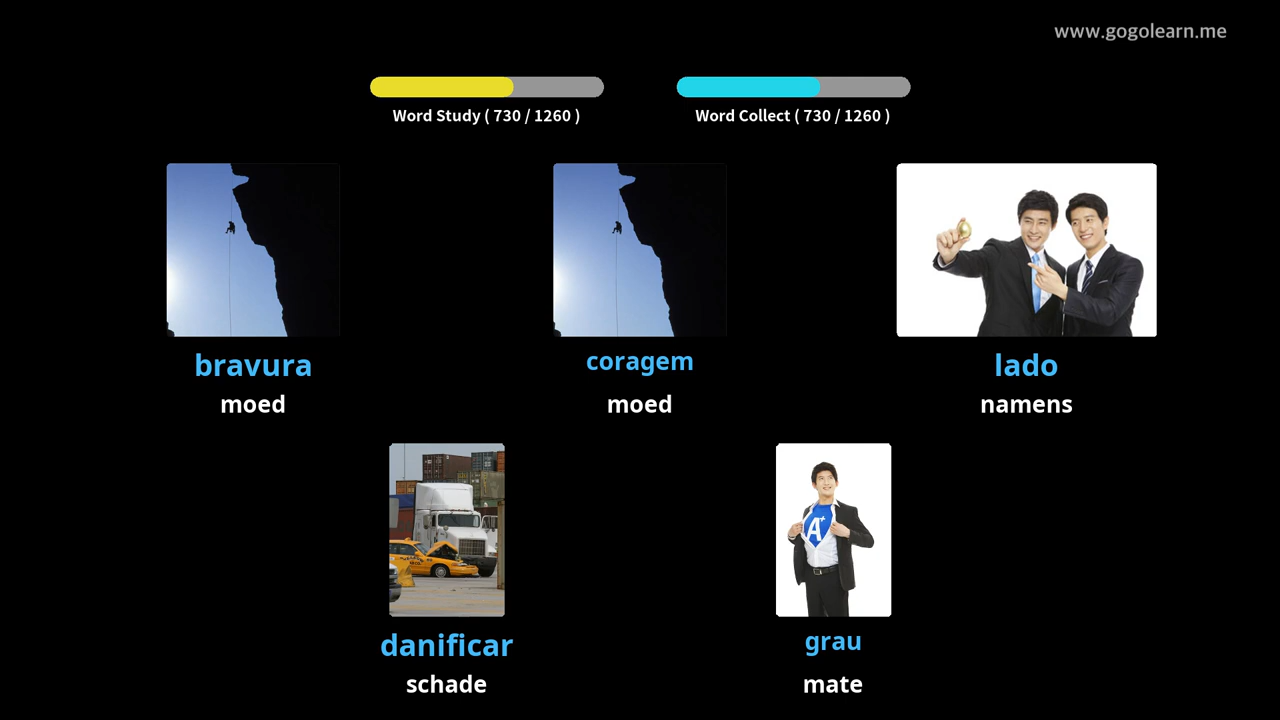 www.gogolearn.me
Word Study ( 730 / 1260 )
Word Collect ( 730 / 1260 )
bravura
moed
coragem
moed
lado
namens
A+
danificar
schade
grau
mate